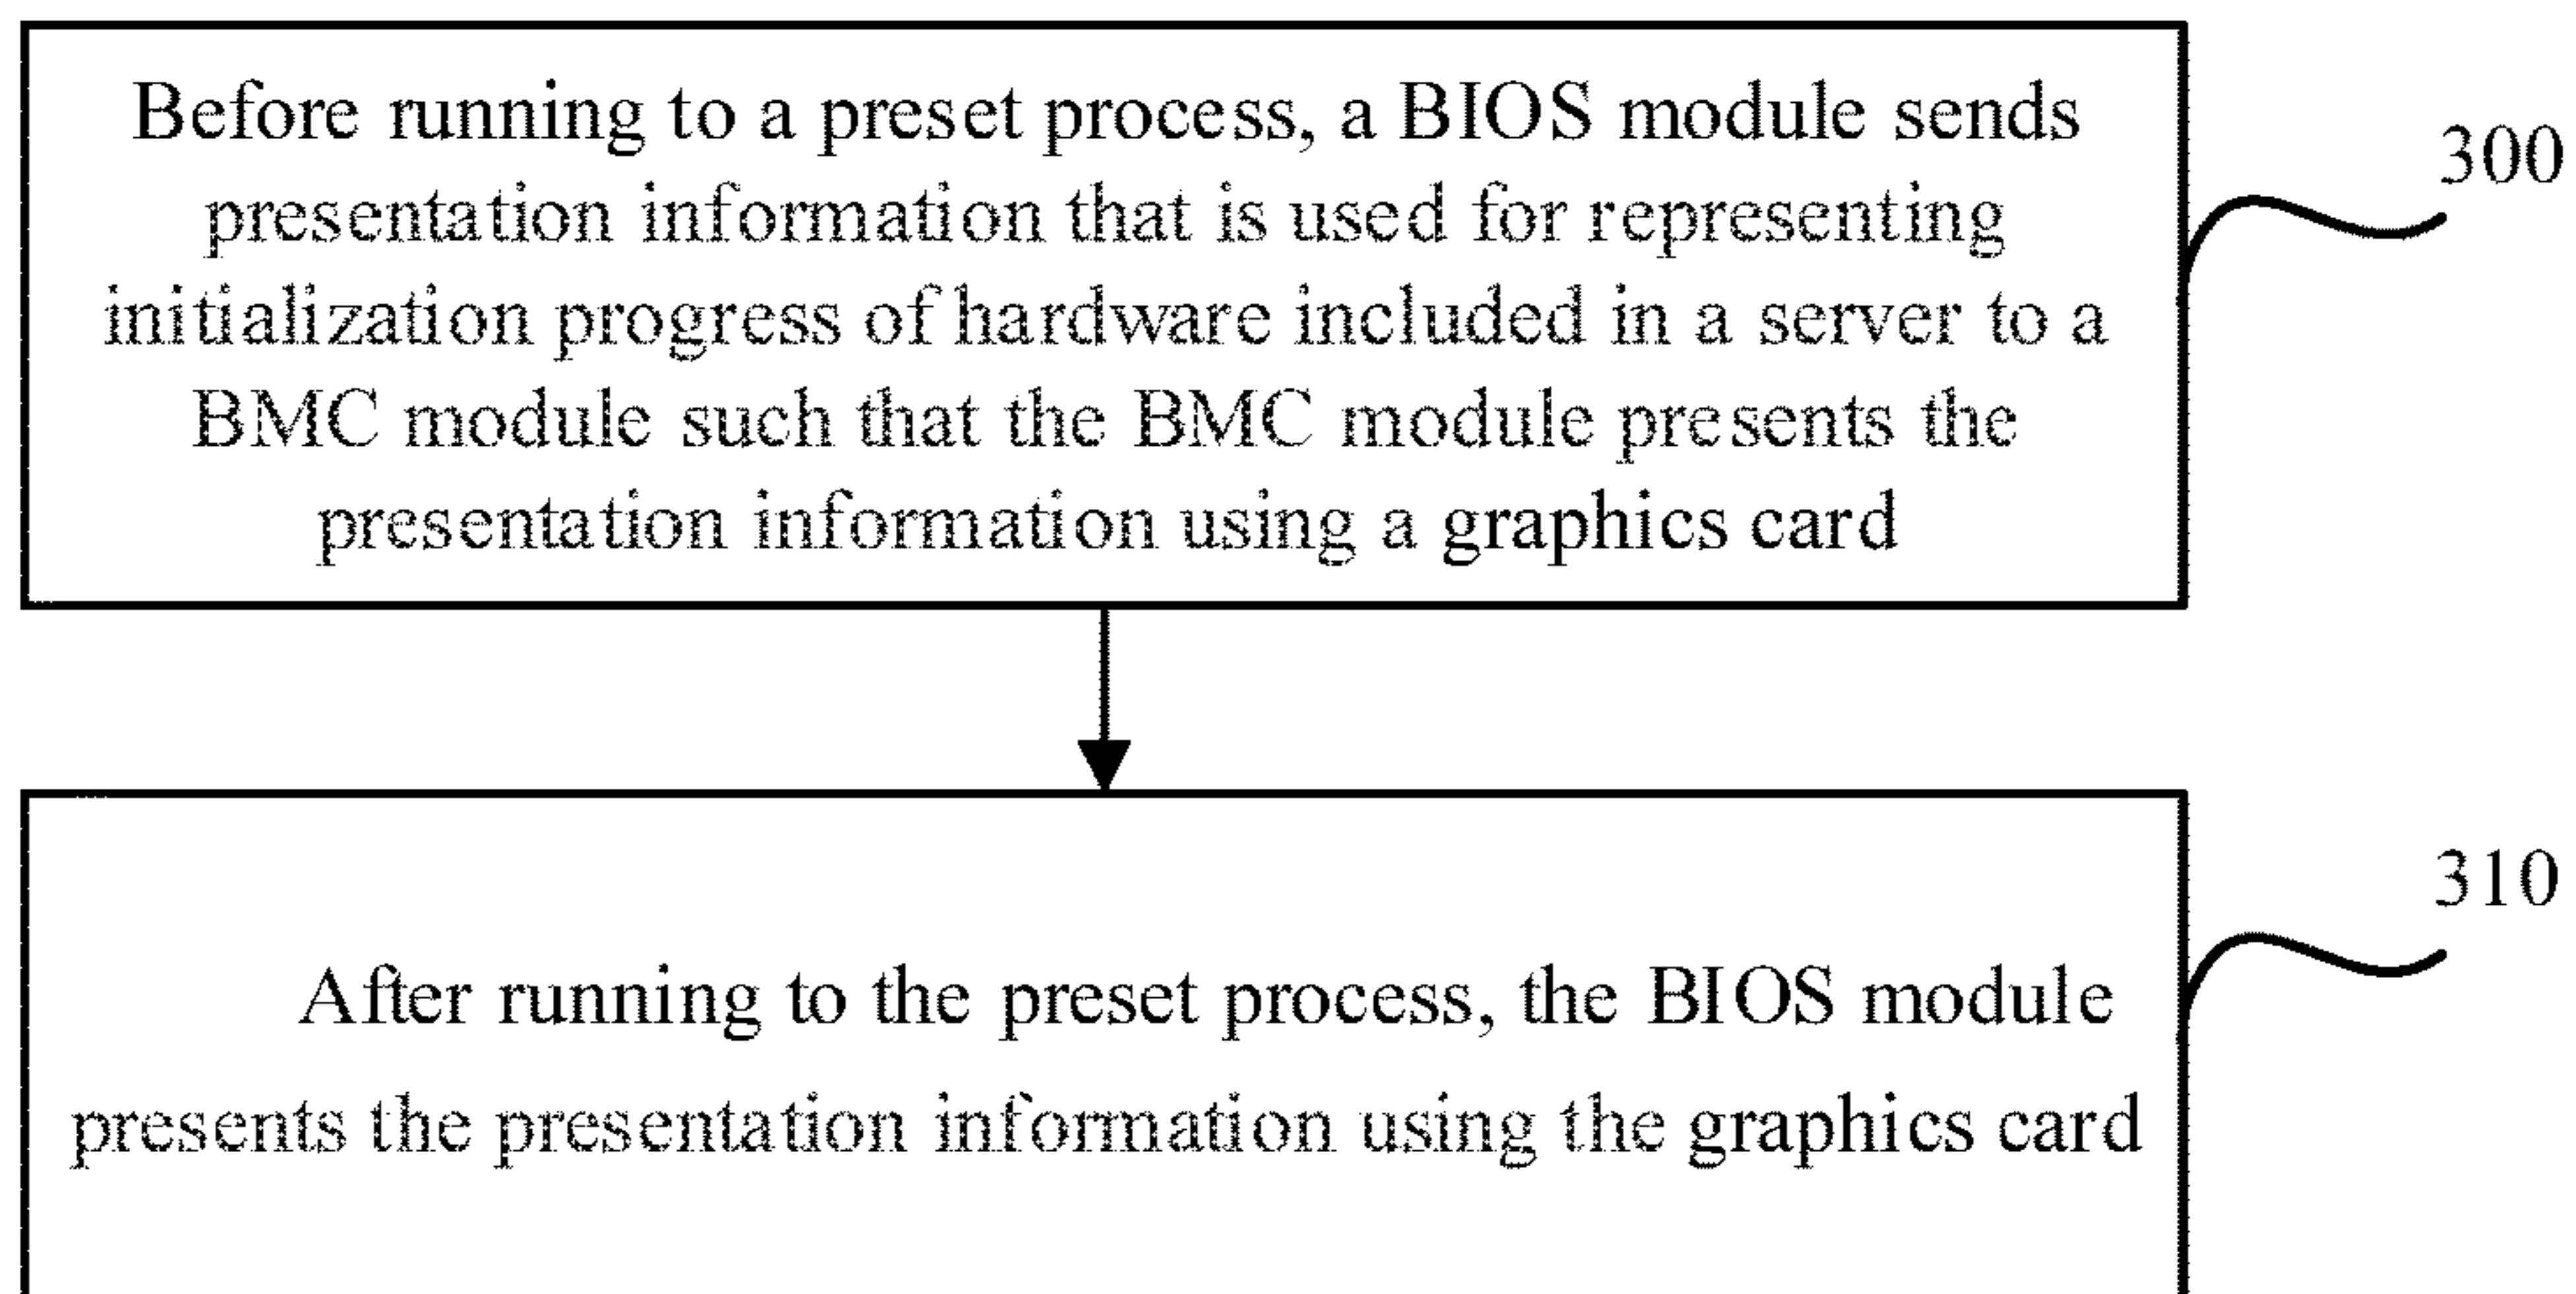 Before running to a preset process, a BIOS module sends
presentation information that is used for representing
initialization progress of hardware included in a server to a
BMC module such that the BMC module presents the
presentation information using a graphics card
300
After running to the preset process, the BIOS module
presents the presentation information using the graphics card
310